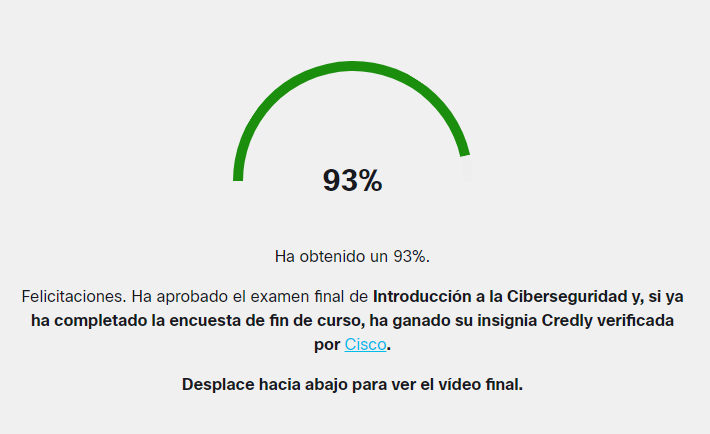 93%
Ha obtenido un 93%.
Felicitaciones. Ha aprobado el examen final de Introducción a la Ciberseguridad y, si ya
ha completado la encuesta de fin de curso, ha ganado su insignia Credly verificada
por Cisco.
Desplace hacia abajo para ver el vídeo final.